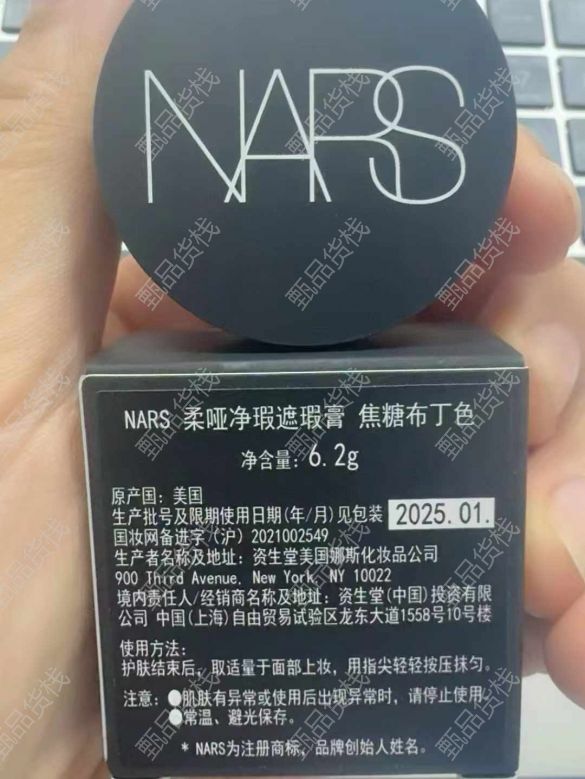 NARS
NARS 柔哑净瑕遮瑕膏 焦糖布丁色
净含量：6.2g
原产国：美国
生产批号及限期使用日期(年/月)见包装 2025.01.
国妆网备进字(沪) 2021002549
生产者名称及地址：资生堂美国娜斯化妆品公司
900 Third Avenue, New York, NY 10022
境内责任人/经销商名称及地址：资生堂(中国)投资有限
公司 中国(上海)自由贸易试验区龙东大道1558号10号楼
使用方法：
护肤结束后，取适量于面部上妆，用指尖轻轻按压抹匀。
注意：●肌肤有异常或使用后出现异常时，请停止使用。
●常温、避光保存。
* NARS为注册商标，品牌创始人姓名。
甄品货栈